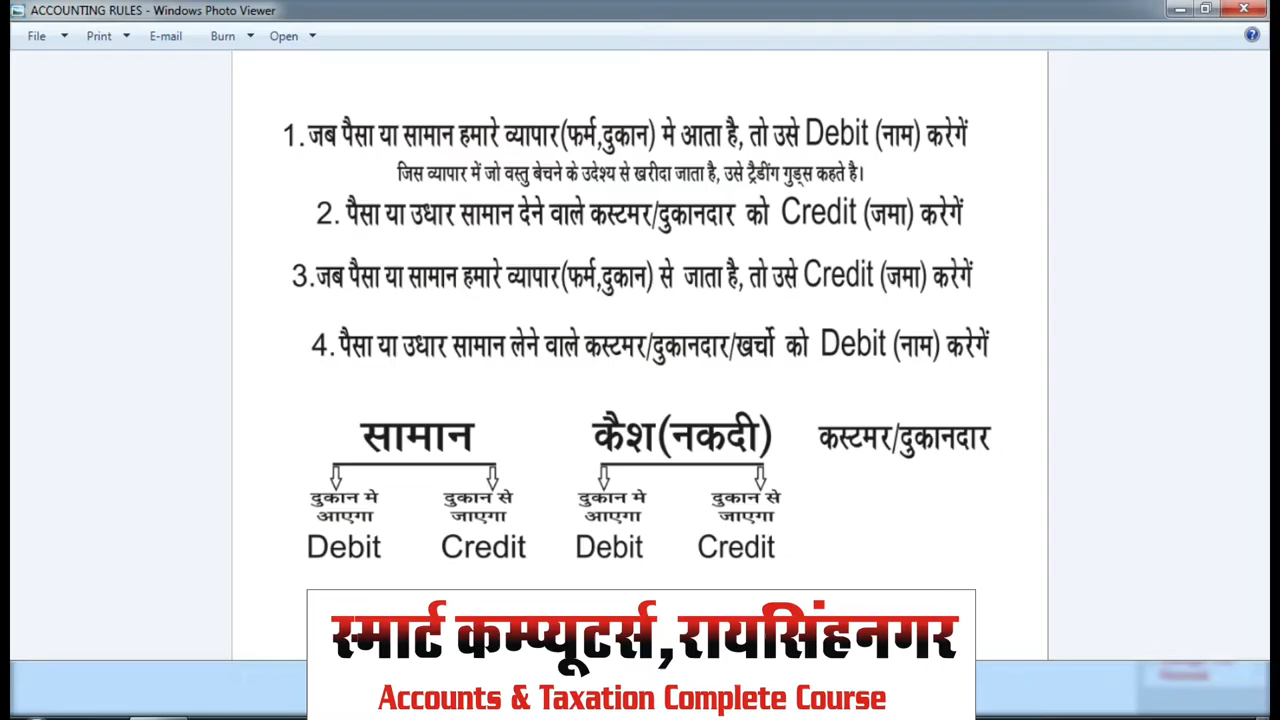 ACCOUNTING RULES - Windows Photo Viewer
File Print E-mail Burn Open
1.जब पैसा या सामान हमारे व्यापार(फर्म,दुकान) मे आता है, तो उसे Debit (नाम) करेगें
जिस व्यापार में जो वस्तु बेचने के उदेश्य से खरीदा जाता है, उसे ट्रैडींग गुड्स कहते है।
2. पैसा या उधार सामान देने वाले कस्टमर/दुकानदार को Credit (जमा) करेगें
3.जब पैसा या सामान हमारे व्यापार(फर्म,दुकान) से जाता है, तो उसे Credit (जमा) करेगें
4. पैसा या उधार सामान लेने वाले कस्टमर/दुकानदार/खर्चो को Debit (नाम) करेगें
सामान कैश(नकदी) कस्टमर/दुकानदार
दुकान मे दुकान से दुकान मे दुकान से
आएगा जाएगा आएगा जाएगा
Debit Credit Debit Credit
स्मार्ट कम्प्यूटर्स,रायसिंहनगर
Accounts & Taxation Complete Course